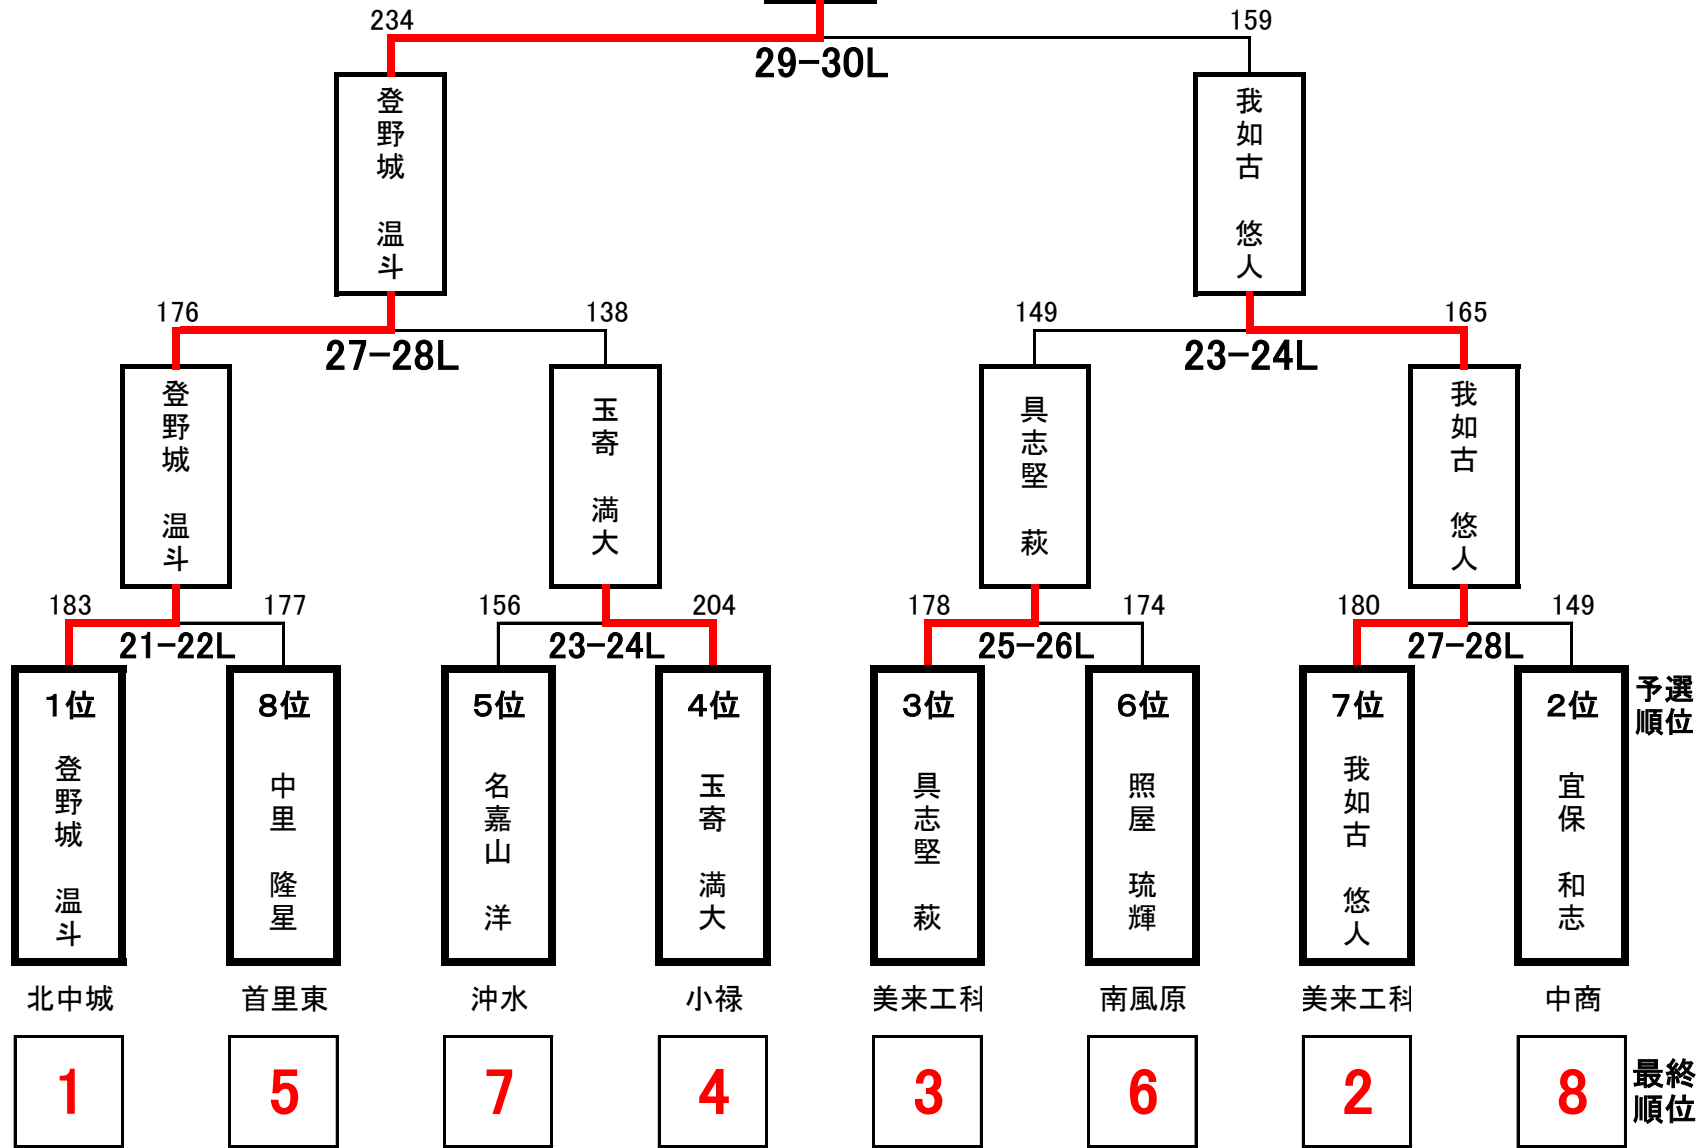 234
159
29-30L
登野城 温斗
我如古 悠人
176
138
149
165
27-28L
23-24L
登野城 温斗
玉寄 満大
具志堅 萩
我如古 悠人
183
177
156
204
178
174
180
149
21-22L
23-24L
25-26L
27-28L
1位
8位
5位
4位
3位
6位
7位
2位
予選
順位
登野城 温斗
中里 隆星
名嘉山 洋
玉寄 満大
具志堅 萩
照屋 琉輝
我如古 悠人
宜保 和志
北中城
首里東
沖水
小禄
美来工科
南風原
美来工科
中商
1
5
7
4
3
6
2
8
最終
順位